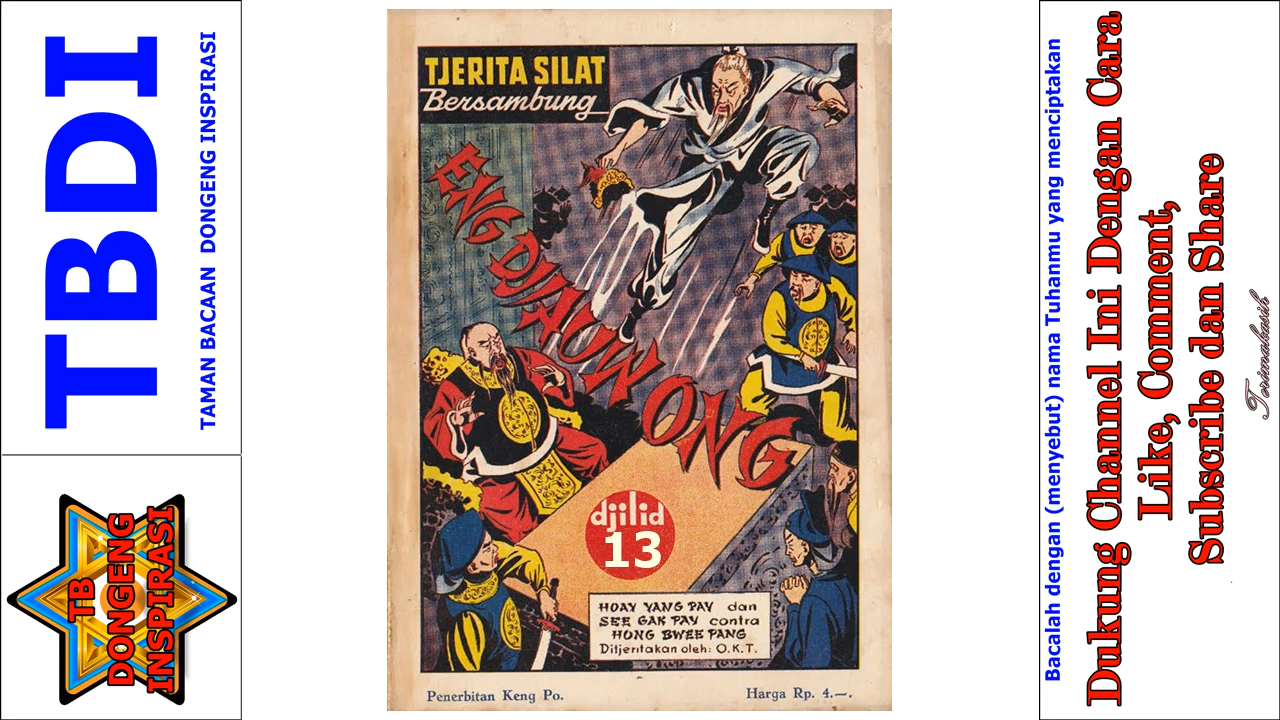 TBDI
TAMAN BACAAN DONGENG INSPIRASI
TB
DONGENG
INSPIRASI
TJERITA SILAT
Bersambung
ENG DJIAUW ONG
djilid
13
HOAY YANG PAY dan
SEE GAK PAY contra
HONG BWEE PANG
Ditjeritakan oleh: O.K.T.
Penerbitan Keng Po.
Harga Rp. 4.—.
Bacalah dengan (menyebut) nama Tuhanmu yang menciptakan
Dukung Channel Ini Dengan Cara
Like, Comment,
Subscribe dan Share
Terimakasih